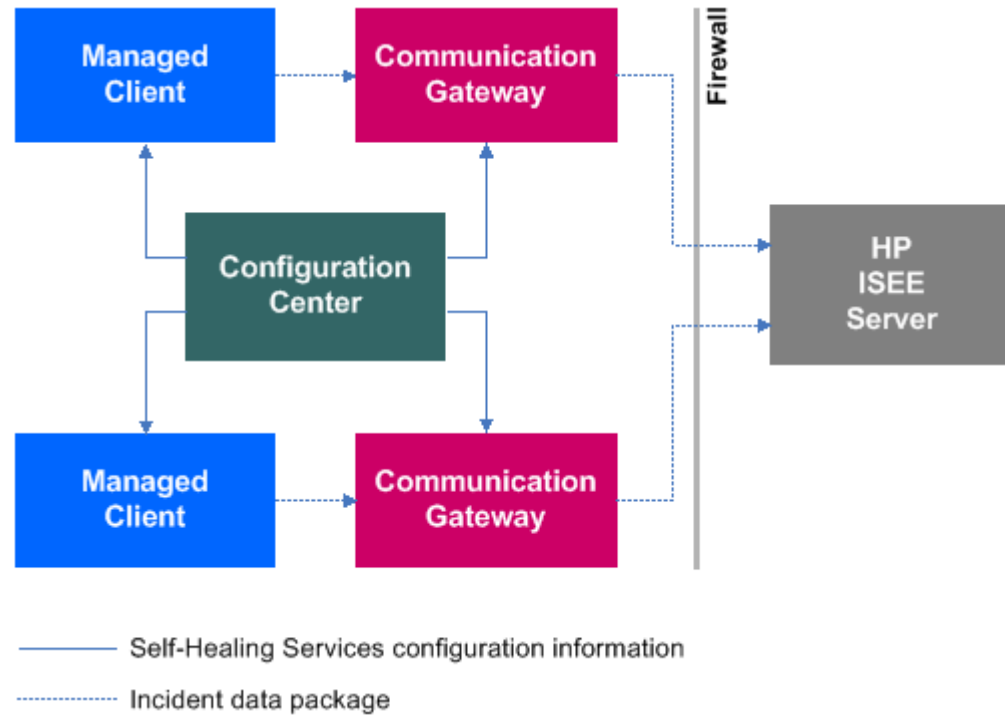 Managed
Client
Communication
Gateway
Firewall
Configuration
Center
HP
ISEE
Server
Managed
Client
Communication
Gateway
Self-Healing Services configuration information
Incident data package